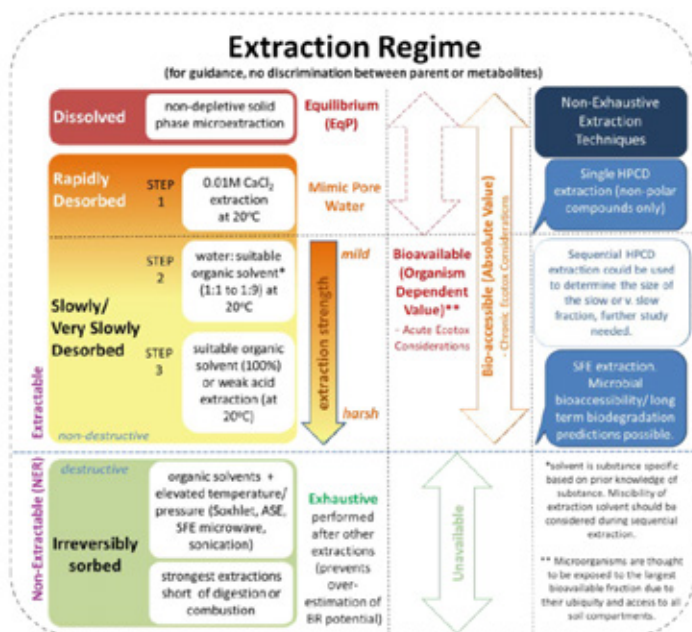 Extraction Regime
(for guidance, no discrimination between parent or metabolites)
Dissolved
non-depletive solid
phase microextraction
Equilibrium
(EqP)
Non-Exhaustive
Extraction
Techniques
Rapidly
Desorbed
STEP
1
0.01M CaCl₂
extraction
at 20°C
Mimic Pore
Water
Single HPCD
extraction (non-polar
compounds only)
Slowly/
Very Slowly
Desorbed
STEP
2
water: suitable
organic solvent*
(1:1 to 1:9) at
20°C
STEP
3
suitable organic
solvent (100%)
or weak acid
extraction (at
20°C)
mild
extraction strength
harsh
Bioavailable
(Organism
Dependent
Value)**
- Acute Ecotox
Considerations
Bio-accessible (Absolute Value)
- Chronic Ecotox Considerations
Sequential HPCD
extraction could be used
to determine the size of
the slow or v. slow
fraction, further study
needed.
SFE extraction.
Microbial
bioaccessibility/ long
term biodegradation
predictions possible.
Extractable
non-destructive
Non-Extractable (NER)
destructive
Irreversibly
sorbed
organic solvents +
elevated temperature/
pressure (Soxhlet, ASE,
SFE microwave,
sonication)
strongest extractions
short of digestion or
combustion
Exhaustive
performed
after other
extractions
(prevents
over-
estimation of
BR potential)
Unavailable
*solvent is substance specific
based on prior knowledge of
substance. Miscibility of
extraction solvent should be
considered during sequential
extraction.
** Microorganisms are thought
to be exposed to the largest
bioavailable fraction due to
their ubiquity and access to all
soil compartments.